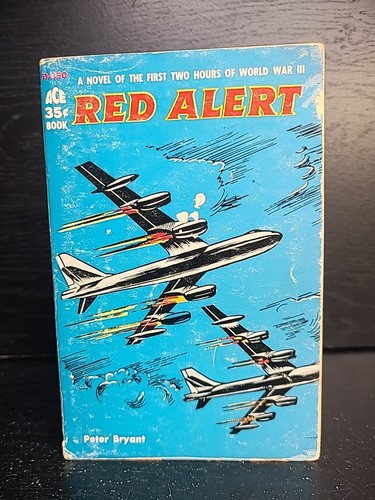 D-350
A NOVEL OF THE FIRST TWO HOURS OF WORLD WAR III
ACE
35¢
BOOK
RED ALERT
Peter Bryant